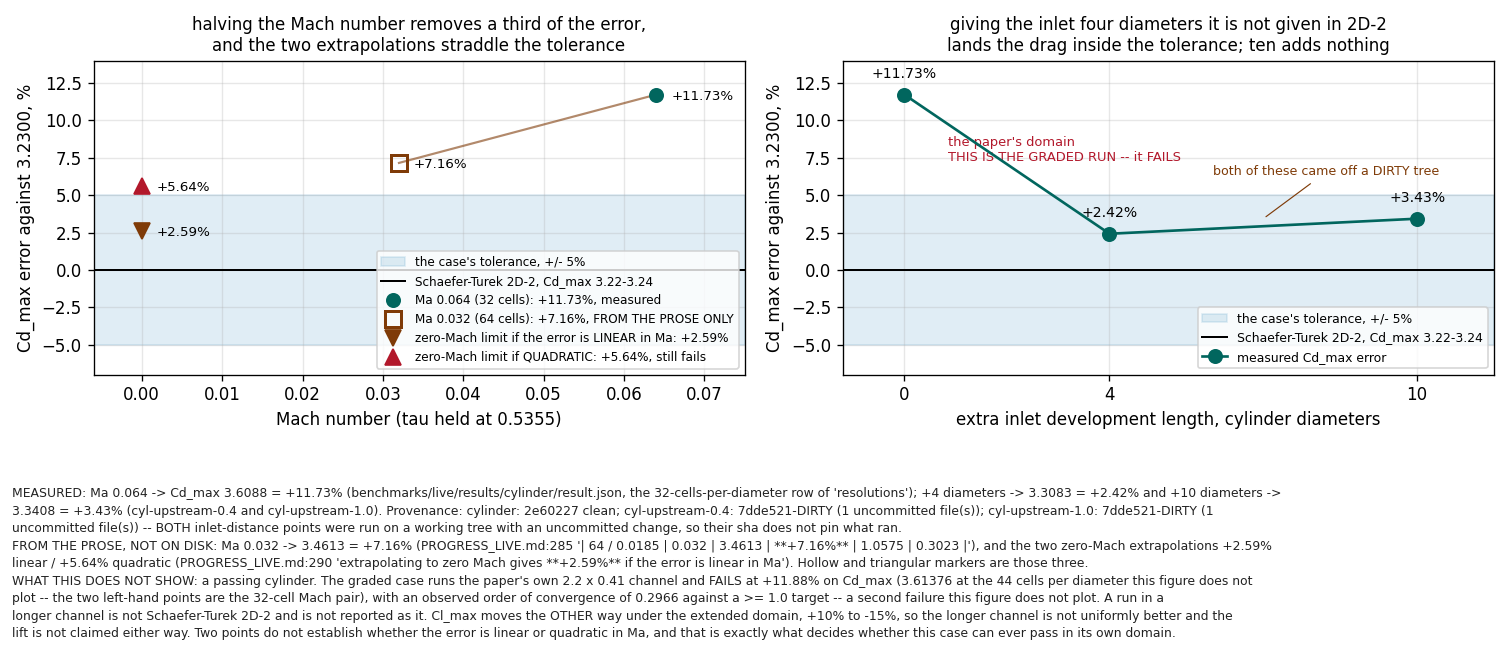 halving the Mach number removes a third of the error,
and the two extrapolations straddle the tolerance
Cd_max error against 3.2300, %
12.5
10.0
7.5
5.0
2.5
0.0
−2.5
−5.0
+11.73%
+7.16%
+5.64%
+2.59%
the case's tolerance, +/- 5%
Schaefer-Turek 2D-2, Cd_max 3.22-3.24
Ma 0.064 (32 cells): +11.73%, measured
Ma 0.032 (64 cells): +7.16%, FROM THE PROSE ONLY
zero-Mach limit if the error is LINEAR in Ma: +2.59%
zero-Mach limit if QUADRATIC: +5.64%, still fails
0.00 0.01 0.02 0.03 0.04 0.05 0.06 0.07
Mach number (tau held at 0.5355)
giving the inlet four diameters it is not given in 2D-2
lands the drag inside the tolerance; ten adds nothing
Cd_max error against 3.2300, %
12.5
10.0
7.5
5.0
2.5
0.0
−2.5
−5.0
+11.73%
the paper's domain
THIS IS THE GRADED RUN -- it FAILS
both of these came off a DIRTY tree
+2.42%
+3.43%
the case's tolerance, +/- 5%
Schaefer-Turek 2D-2, Cd_max 3.22-3.24
measured Cd_max error
0 4 10
extra inlet development length, cylinder diameters
MEASURED: Ma 0.064 -> Cd_max 3.6088 = +11.73% (benchmarks/live/results/cylinder/result.json, the 32-cells-per-diameter row of 'resolutions'); +4 diameters -> 3.3083 = +2.42% and +10 diameters ->
3.3408 = +3.43% (cyl-upstream-0.4 and cyl-upstream-1.0). Provenance: cylinder: 2e60227 clean; cyl-upstream-0.4: 7dde521-DIRTY (1 uncommitted file(s)); cyl-upstream-1.0: 7dde521-DIRTY (1
uncommitted file(s)) -- BOTH inlet-distance points were run on a working tree with an uncommitted change, so their sha does not pin what ran.
FROM THE PROSE, NOT ON DISK: Ma 0.032 -> 3.4613 = +7.16% (PROGRESS_LIVE.md:285 '| 64 / 0.0185 | 0.032 | 3.4613 | **+7.16%** | 1.0575 | 0.3023 |'), and the two zero-Mach extrapolations +2.59%
linear / +5.64% quadratic (PROGRESS_LIVE.md:290 'extrapolating to zero Mach gives **+2.59%** if the error is linear in Ma'). Hollow and triangular markers are those three.
WHAT THIS DOES NOT SHOW: a passing cylinder. The graded case runs the paper's own 2.2 x 0.41 channel and FAILS at +11.88% on Cd_max (3.61376 at the 44 cells per diameter this figure does not
plot -- the two left-hand points are the 32-cell Mach pair), with an observed order of convergence of 0.2966 against a >= 1.0 target -- a second failure this figure does not plot. A run in a
longer channel is not Schaefer-Turek 2D-2 and is not reported as it. Cl_max moves the OTHER way under the extended domain, +10% to -15%, so the longer channel is not uniformly better and the
lift is not claimed either way. Two points do not establish whether the error is linear or quadratic in Ma, and that is exactly what decides whether this case can ever pass in its own domain.